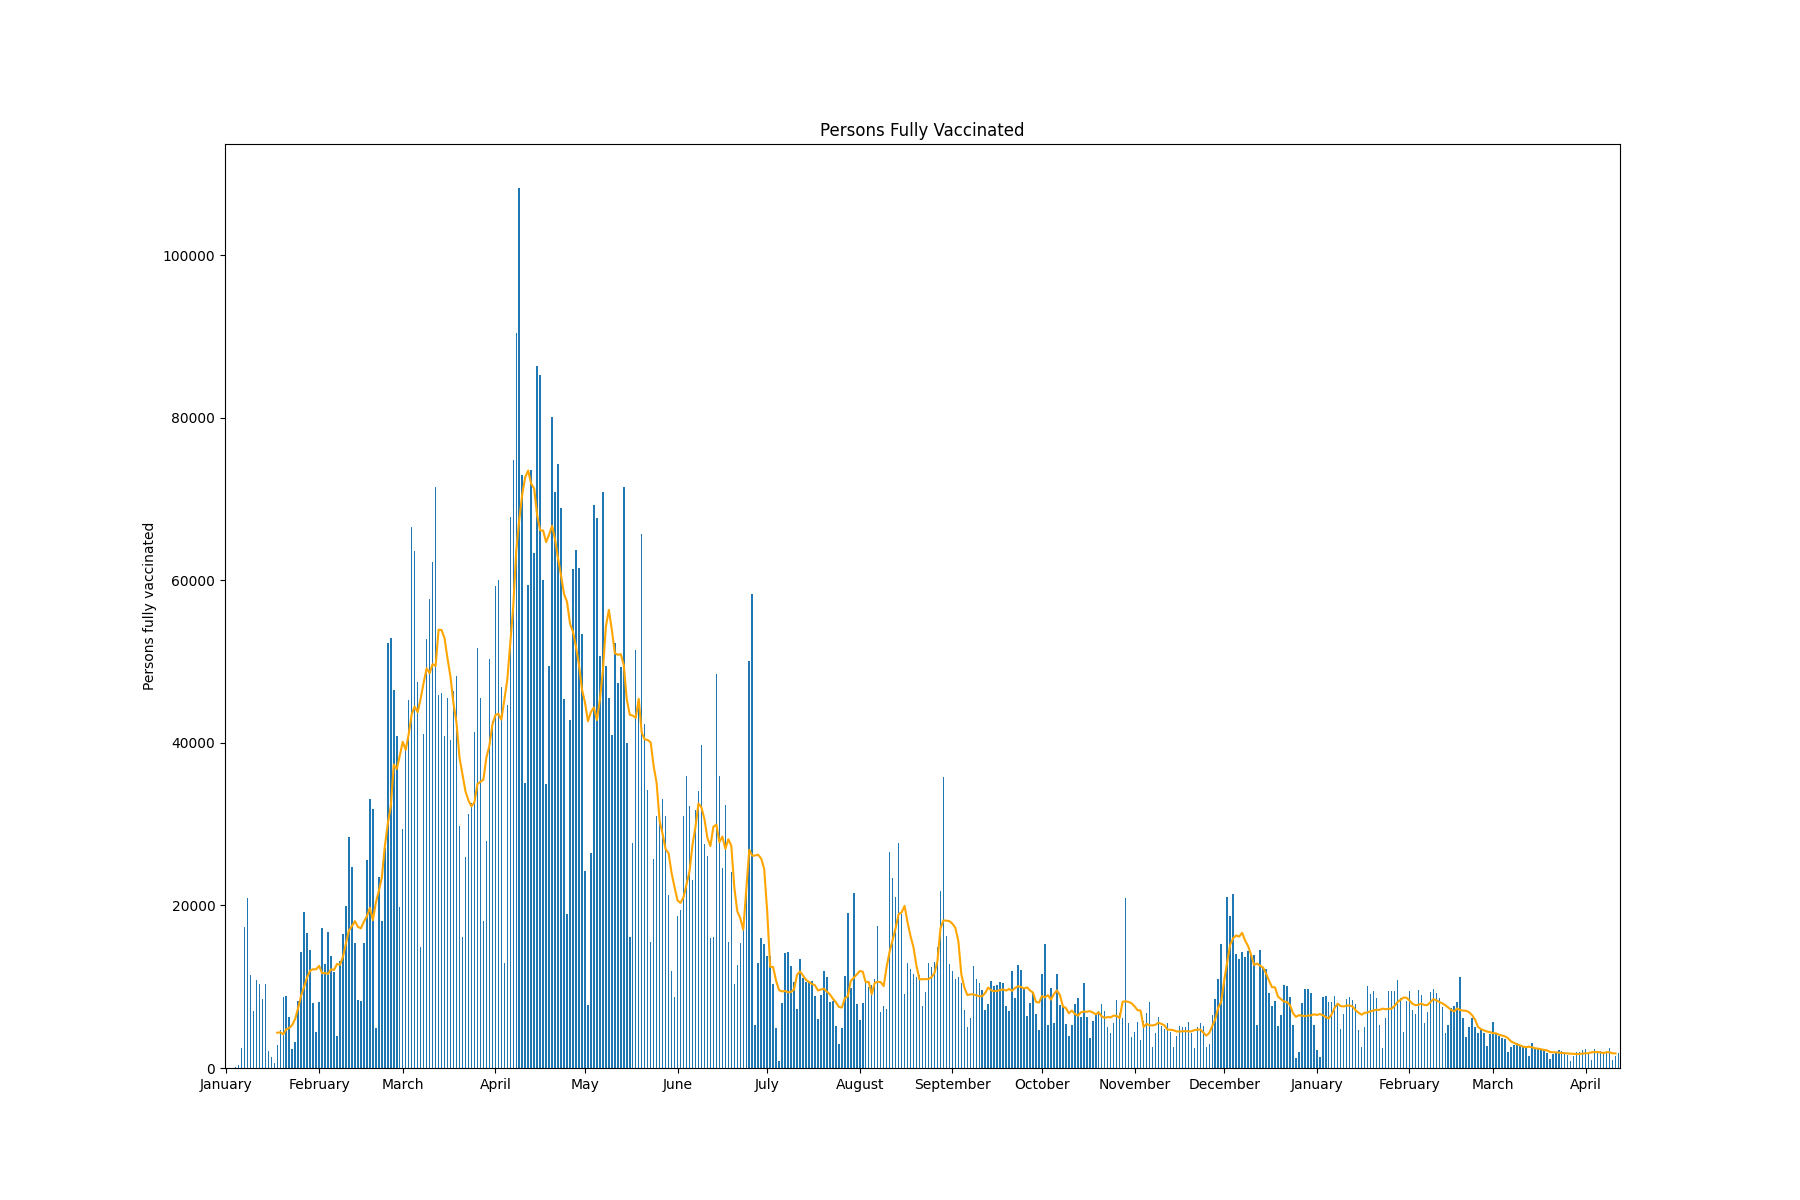 Persons Fully Vaccinated
Persons fully vaccinated
100000
80000
60000
40000
20000
0
January February March April May June July August September October November December January February March April